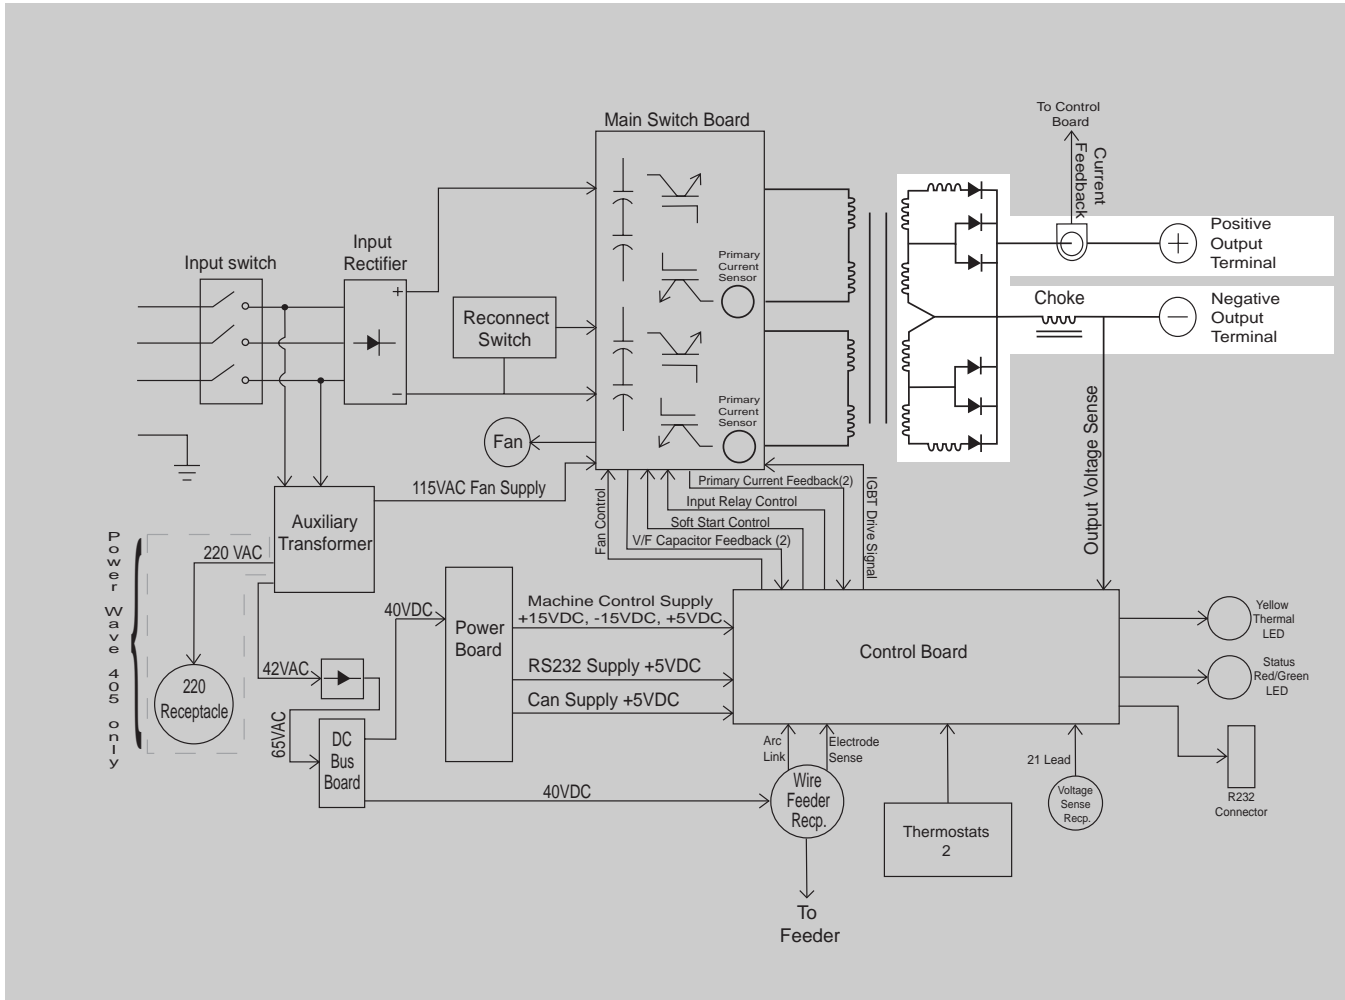 To Control
Board
Current
Feedback
Main Switch Board
Positive
Output
Terminal
Input
Rectifier
Input switch
Primary
Current
Sensor
+
+
Choke
Negative
Output
Terminal
Reconnect
Switch
−
−
Primary
Current
Sensor
Fan
Output Voltage Sense
115VAC Fan Supply
Primary Current Feedback(2)
Input Relay Control
Soft Start Control
V/F Capacitor Feedback (2)
Fan Control
IGBT Drive Signal
Auxiliary
Transformer
220 VAC
Power Wave 405 only
40VDC
Power
Board
Machine Control Supply
+15VDC, -15VDC, +5VDC
RS232 Supply +5VDC
Can Supply +5VDC
Control Board
Yellow
Thermal
LED
Status
Red/Green
LED
42VAC
220
Receptacle
65VAC
DC
Bus
Board
40VDC
Arc
Link
Electrode
Sense
Wire
Feeder
Recp.
21 Lead
Voltage
Sense
Recp.
Thermostats
2
R232
Connector
To
Feeder